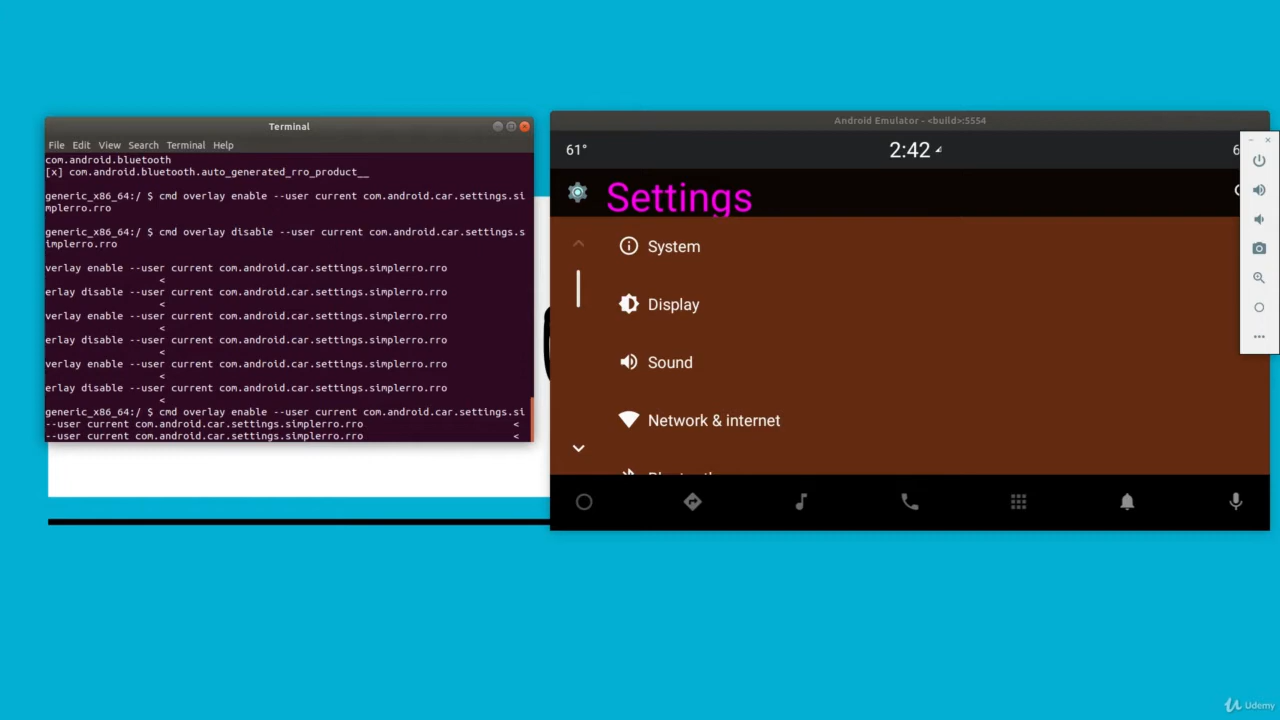 Terminal
File Edit View Search Terminal Help
com.android.bluetooth
[x] com.android.bluetooth.auto_generated_rro_product__
generic_x86_64:/ $ cmd overlay enable --user current com.android.car.settings.si
mplerro.rro
generic_x86_64:/ $ cmd overlay disable --user current com.android.car.settings.s
implerro.rro
verlay enable --user current com.android.car.settings.simplerro.rro
<
erlay disable --user current com.android.car.settings.simplerro.rro
<
verlay enable --user current com.android.car.settings.simplerro.rro
<
erlay disable --user current com.android.car.settings.simplerro.rro
<
verlay enable --user current com.android.car.settings.simplerro.rro
<
erlay disable --user current com.android.car.settings.simplerro.rro
<
generic_x86_64:/ $ cmd overlay enable --user current com.android.car.settings.si
--user current com.android.car.settings.simplerro.rro <
--user current com.android.car.settings.simplerro.rro <
Android Emulator - <build>:5554
61° 2:42 6
Settings
System
Display
Sound
Network & internet
Udemy